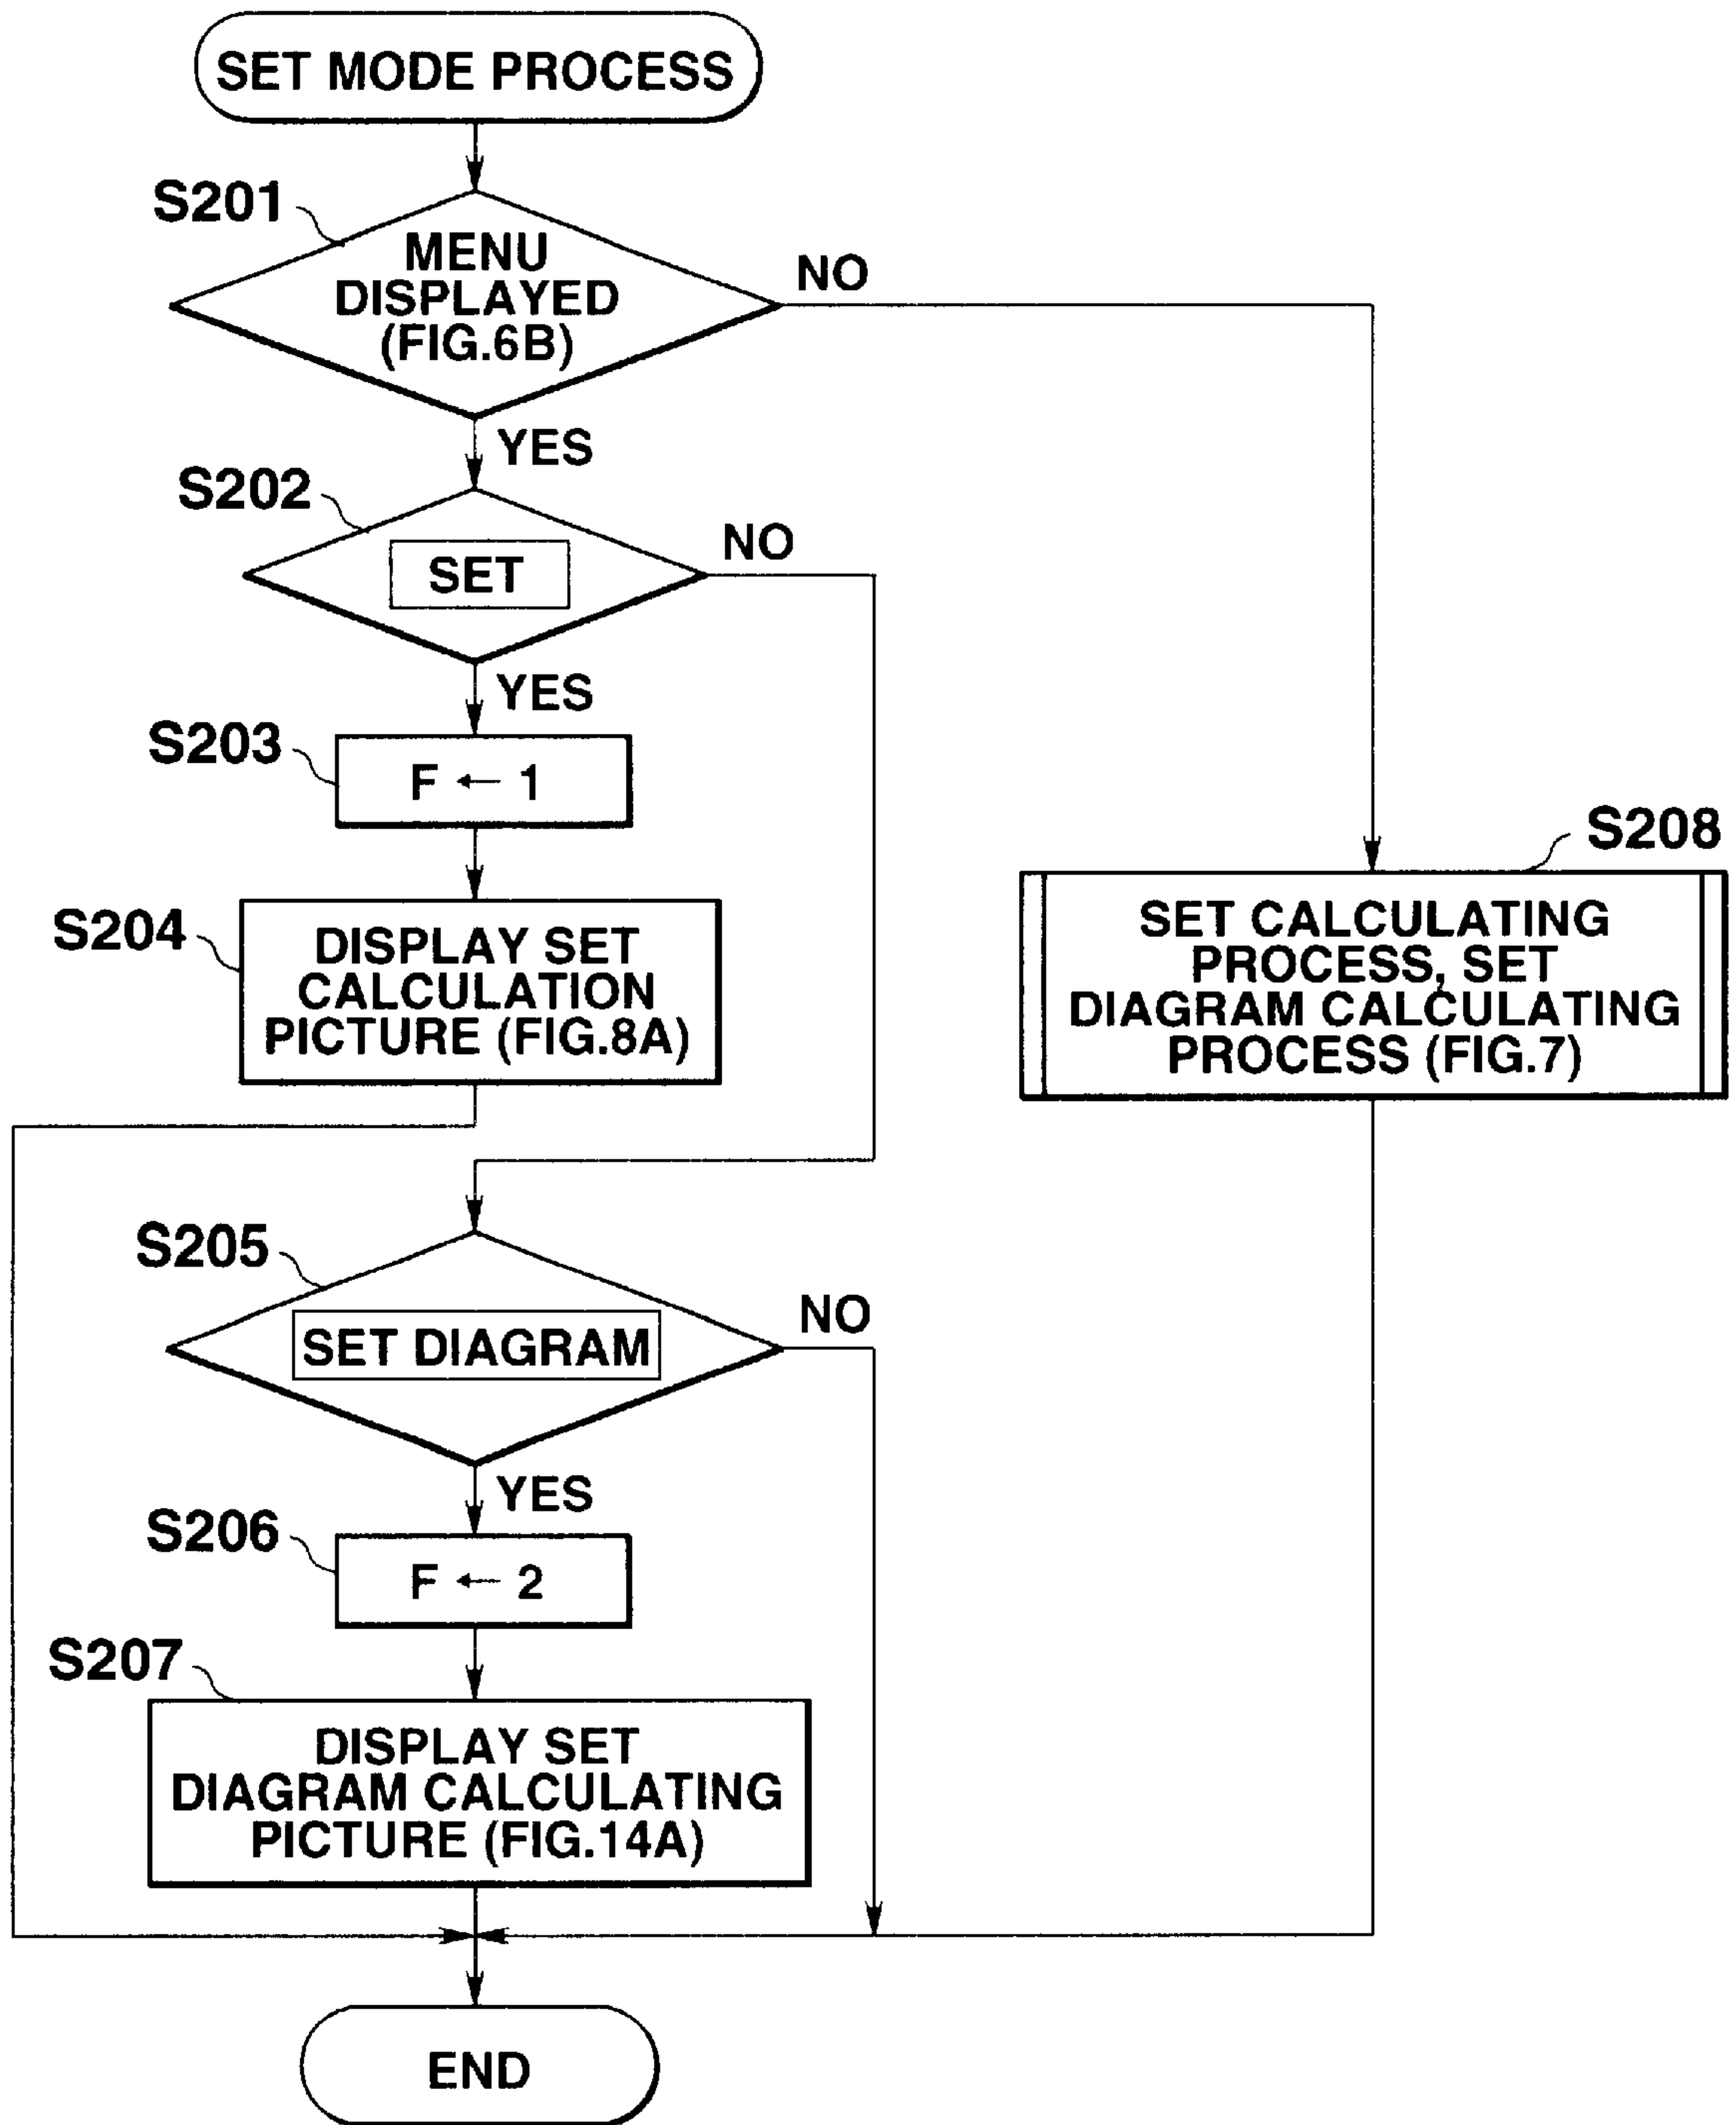 SET MODE PROCESS
S201
MENU
DISPLAYED
(FIG.6B)
NO
YES
S202
SET
NO
YES
S203
F ← 1
S204
DISPLAY SET
CALCULATION
PICTURE (FIG.8A)
S208
SET CALCULATING
PROCESS, SET
DIAGRAM CALCULATING
PROCESS (FIG.7)
S205
SET DIAGRAM
NO
YES
S206
F ← 2
S207
DISPLAY SET
DIAGRAM CALCULATING
PICTURE (FIG.14A)
END